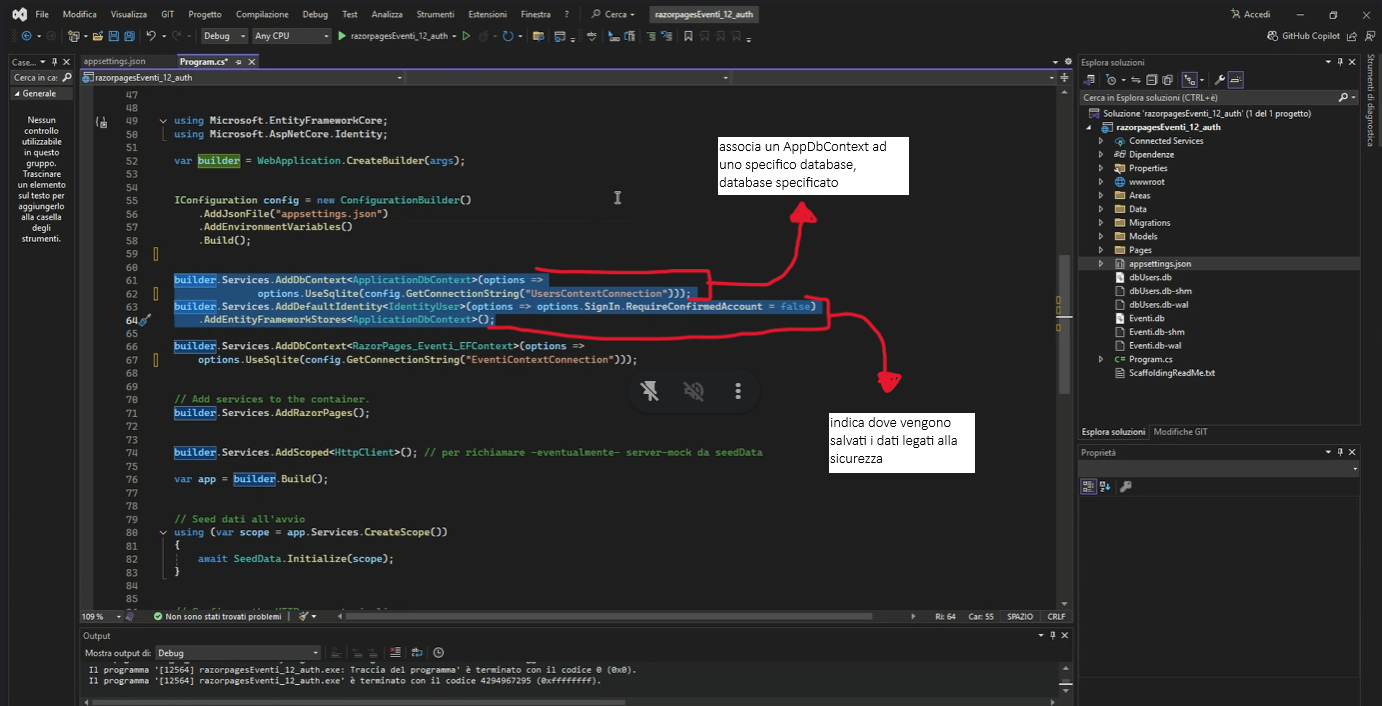 File Modifica Visualizza GIT Progetto Compilazione Debug Test Analizza Strumenti Estensioni Finestra ? Cerca razorpagesEventi_12_auth Accedi
Debug Any CPU razorpagesEventi_12_auth GitHub Copilot
Case...
Cerca in ca:
Generale
Nessun
controllo
utilizzabile
in questo
gruppo.
Trascinare
un elemento
sul testo per
aggiungerlo
alla casella
degli
strumenti.
appsettings.json Program.cs*
razorpagesEventi_12_auth
47
48
49 using Microsoft.EntityFrameworkCore;
50 using Microsoft.AspNetCore.Identity;
51
52 var builder = WebApplication.CreateBuilder(args);
53
54
55 IConfiguration config = new ConfigurationBuilder()
56 .AddJsonFile("appsettings.json")
57 .AddEnvironmentVariables()
58 .Build();
59
60
61 builder.Services.AddDbContext<ApplicationDbContext>(options =>
62 options.UseSqlite(config.GetConnectionString("UsersContextConnection")));
63 builder.Services.AddDefaultIdentity<IdentityUser>(options => options.SignIn.RequireConfirmedAccount = false)
64 .AddEntityFrameworkStores<ApplicationDbContext>();
65
66 builder.Services.AddDbContext<RazorPages_Eventi_EFContext>(options =>
67 options.UseSqlite(config.GetConnectionString("EventiContextConnection")));
68
69
70 // Add services to the container.
71 builder.Services.AddRazorPages();
72
73
74 builder.Services.AddScoped<HttpClient>(); // per richiamare -eventualmente- server-mock da seedData
75
76 var app = builder.Build();
77
78
79 // Seed dati all'avvio
80 using (var scope = app.Services.CreateScope())
81 {
82 await SeedData.Initialize(scope);
83 }
84
85
associa un AppDbContext ad
uno specifico database,
database specificato
indica dove vengono
salvati i dati legati alla
sicurezza
109 % Non sono stati trovati problemi Ri: 64 Car: 55 SPAZIO CRLF
Output
Mostra output di: Debug
Il programma '[12564] razorpagesEventi_12_auth.exe: Traccia del programma' è terminato con il codice 0 (0x0).
Il programma '[12564] razorpagesEventi_12_auth.exe' è terminato con il codice 4294967295 (0xffffffff).
Esplora soluzioni
Cerca in Esplora soluzioni (CTRL+è)
Soluzione 'razorpagesEventi_12_auth' (1 di 1 progetto)
razorpagesEventi_12_auth
Connected Services
Dipendenze
Properties
wwwroot
Areas
Data
Migrations
Models
Pages
appsettings.json
dbUsers.db
dbUsers.db-shm
dbUsers.db-wal
Eventi.db
Eventi.db-shm
Eventi.db-wal
C# Program.cs
ScaffoldingReadMe.txt
Esplora soluzioni Modifiche GIT
Proprietà
Strumenti di diagnostica